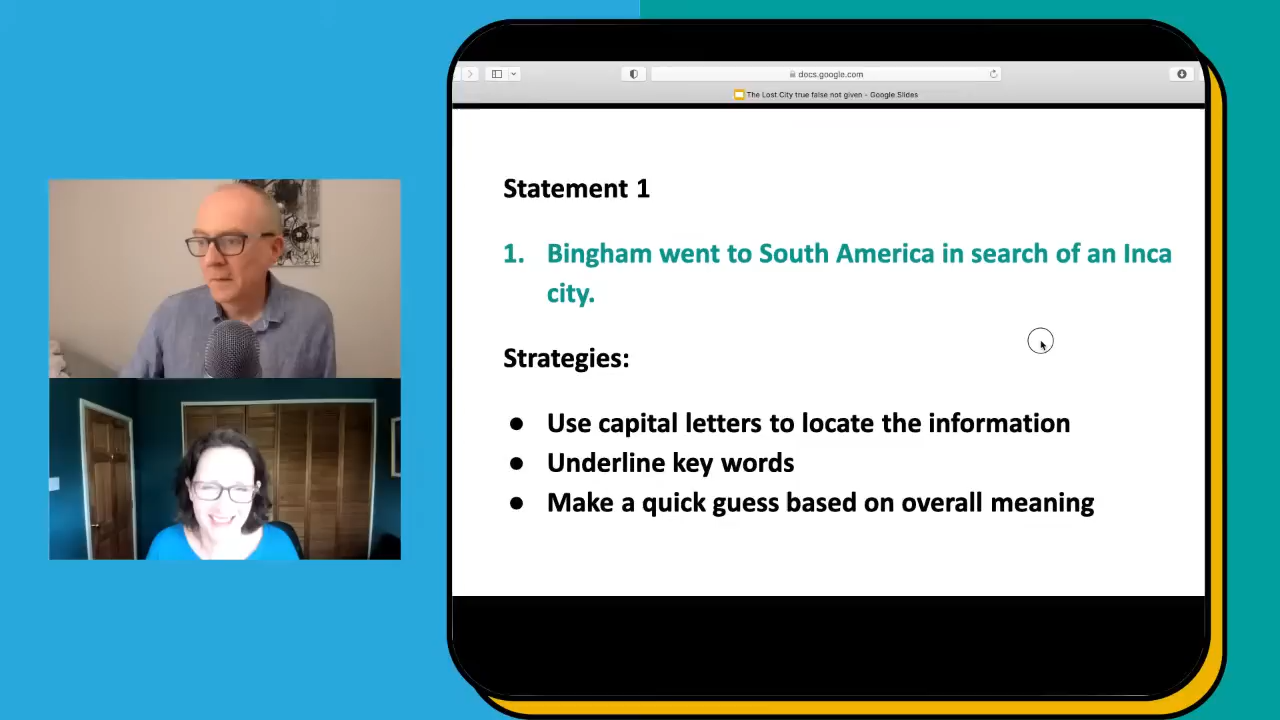 docs.google.com
The Lost City true false not given - Google Slides
Statement 1
1. Bingham went to South America in search of an Inca
city.
Strategies:
● Use capital letters to locate the information
● Underline key words
● Make a quick guess based on overall meaning